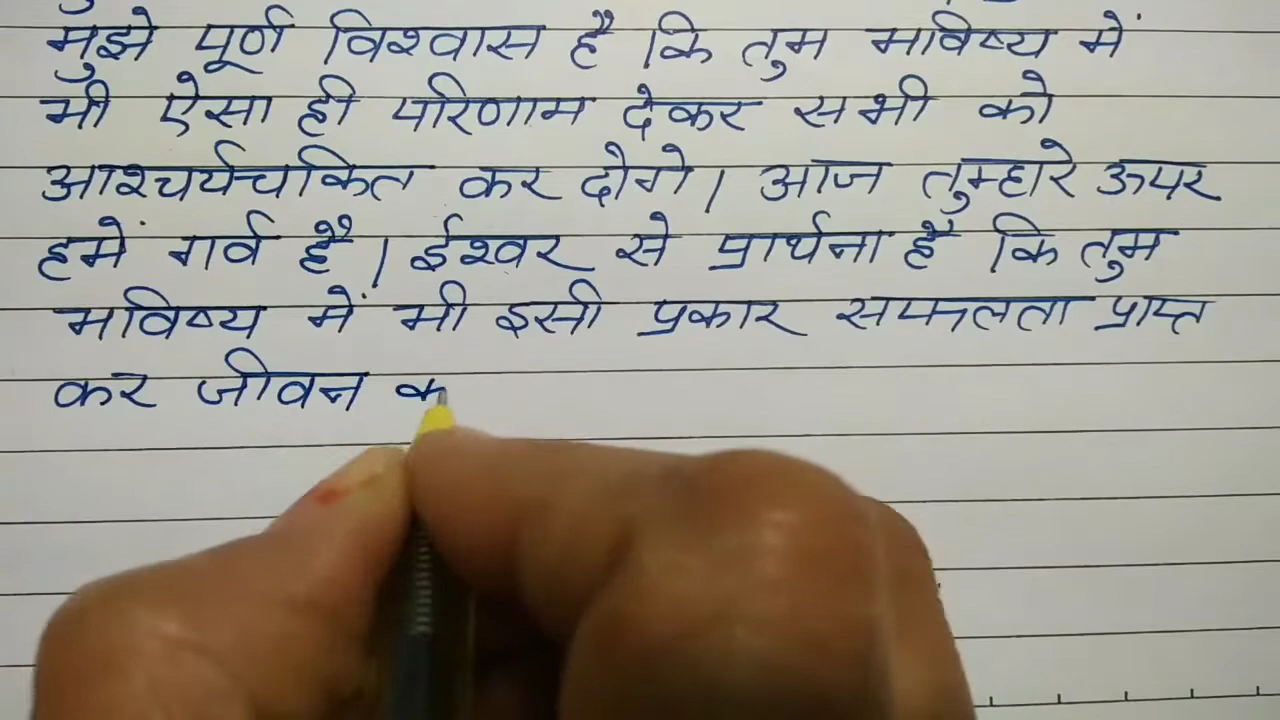 मुझे पूर्ण विश्वास है कि तुम भविष्य में
भी ऐसा ही परिणाम देकर सभी को
आश्चर्यचकित कर दोगे। आज तुम्हारे ऊपर
हमें गर्व है। ईश्वर से प्रार्थना है कि तुम
भविष्य में भी इसी प्रकार सफलता प्राप्त
कर जीवन